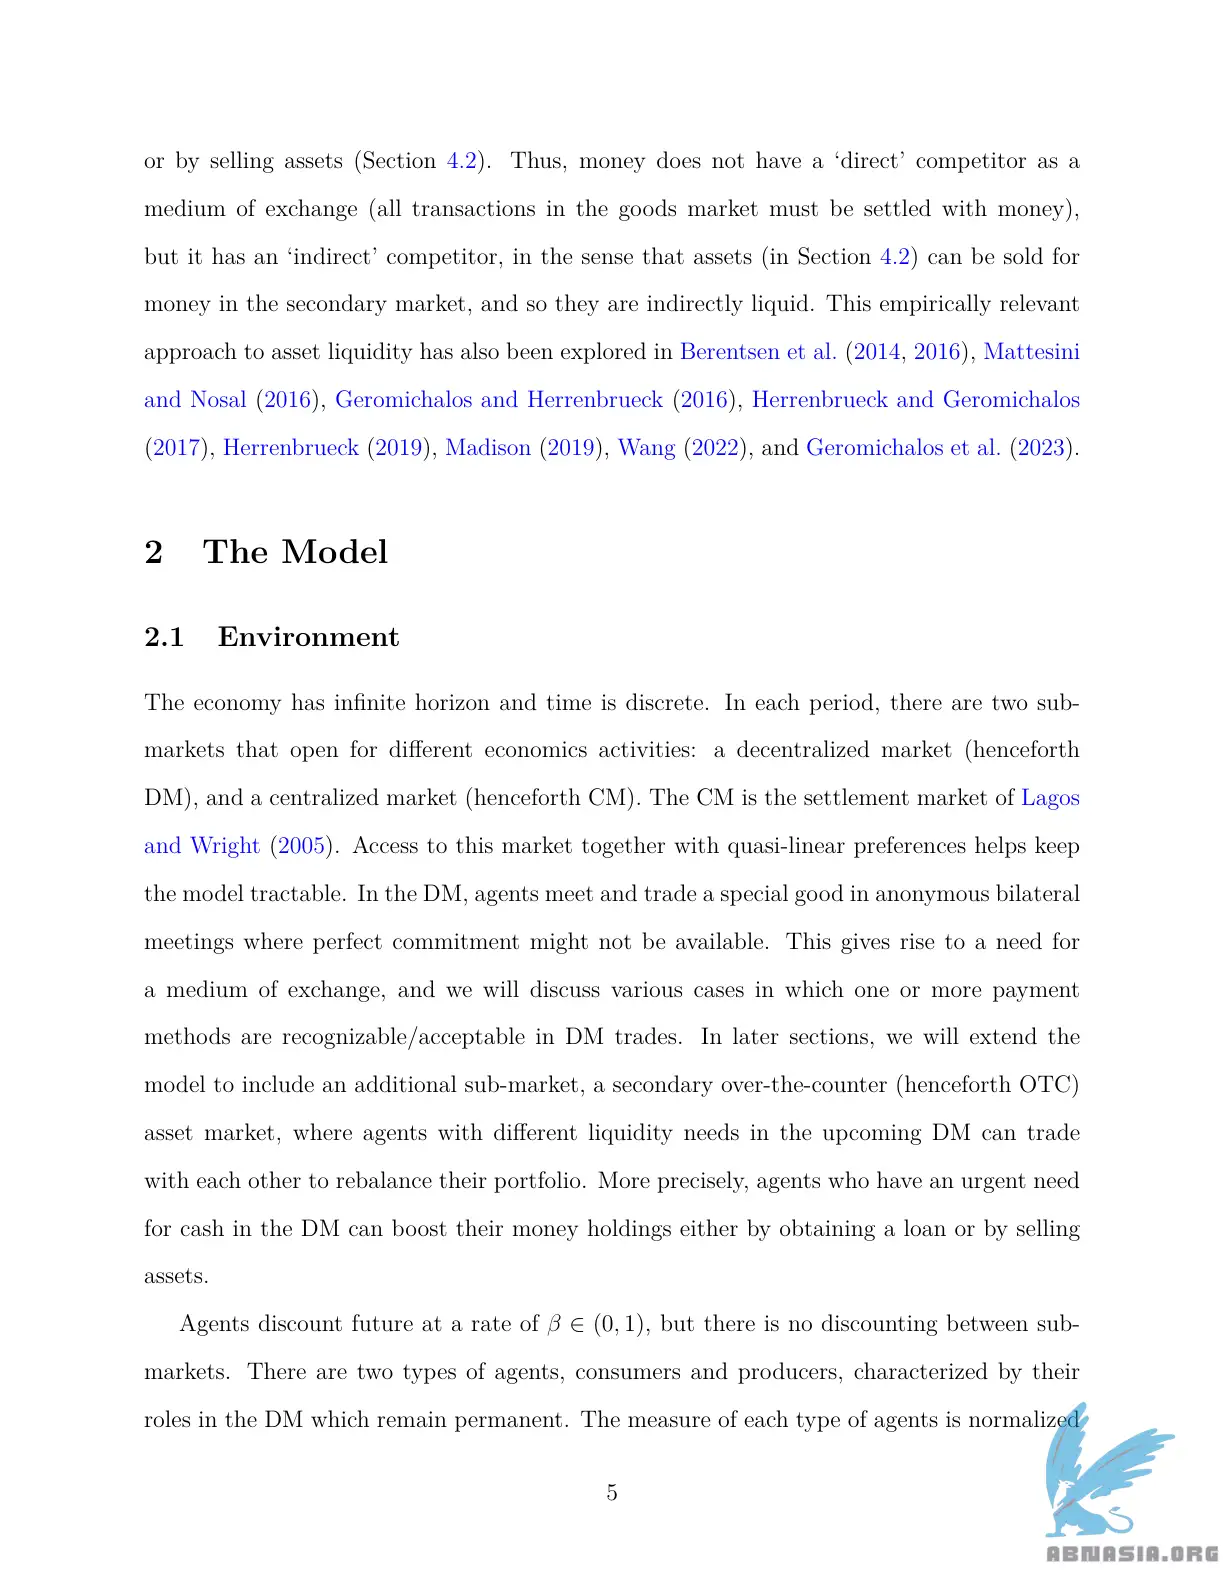 or by selling assets (Section 4.2). Thus, money does not have a ‘direct’ competitor as a
medium of exchange (all transactions in the goods market must be settled with money),
but it has an ‘indirect’ competitor, in the sense that assets (in Section 4.2) can be sold for
money in the secondary market, and so they are indirectly liquid. This empirically relevant
approach to asset liquidity has also been explored in Berentsen et al. (2014, 2016), Mattesini
and Nosal (2016), Geromichalos and Herrenbrueck (2016), Herrenbrueck and Geromichalos
(2017), Herrenbrueck (2019), Madison (2019), Wang (2022), and Geromichalos et al. (2023).
2 The Model
2.1 Environment
The economy has infinite horizon and time is discrete. In each period, there are two sub-
markets that open for different economics activities: a decentralized market (henceforth
DM), and a centralized market (henceforth CM). The CM is the settlement market of Lagos
and Wright (2005). Access to this market together with quasi-linear preferences helps keep
the model tractable. In the DM, agents meet and trade a special good in anonymous bilateral
meetings where perfect commitment might not be available. This gives rise to a need for
a medium of exchange, and we will discuss various cases in which one or more payment
methods are recognizable/acceptable in DM trades. In later sections, we will extend the
model to include an additional sub-market, a secondary over-the-counter (henceforth OTC)
asset market, where agents with different liquidity needs in the upcoming DM can trade
with each other to rebalance their portfolio. More precisely, agents who have an urgent need
for cash in the DM can boost their money holdings either by obtaining a loan or by selling
assets.
Agents discount future at a rate of β ∈ (0, 1), but there is no discounting between sub-
markets. There are two types of agents, consumers and producers, characterized by their
roles in the DM which remain permanent. The measure of each type of agents is normalized
5
ABNASIA.ORG